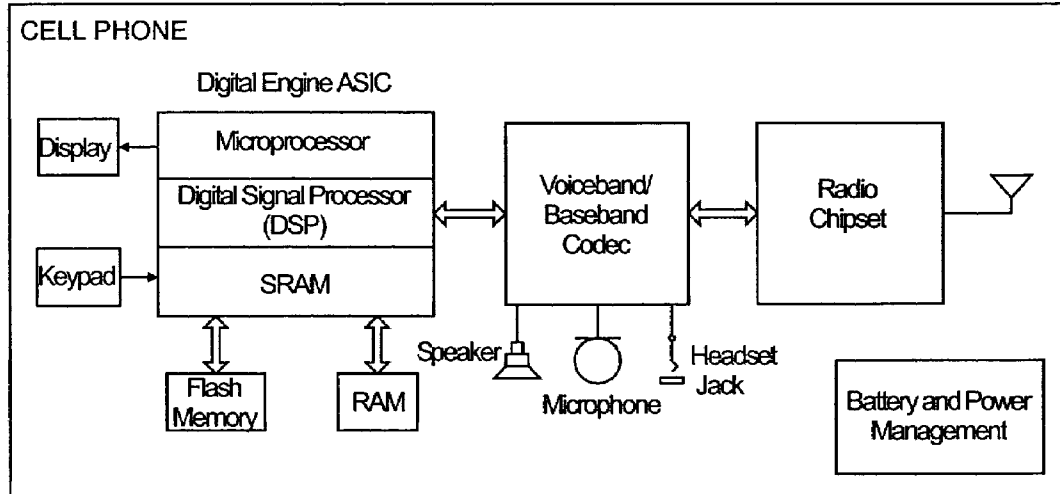 CELL PHONE
Digital Engine ASIC
Display
Microprocessor
Digital Signal Processor
(DSP)
Keypad
SRAM
Flash
Memory
RAM
Voiceband/
Baseband
Codec
Speaker
Microphone
Headset
Jack
Radio
Chipset
Battery and Power
Management